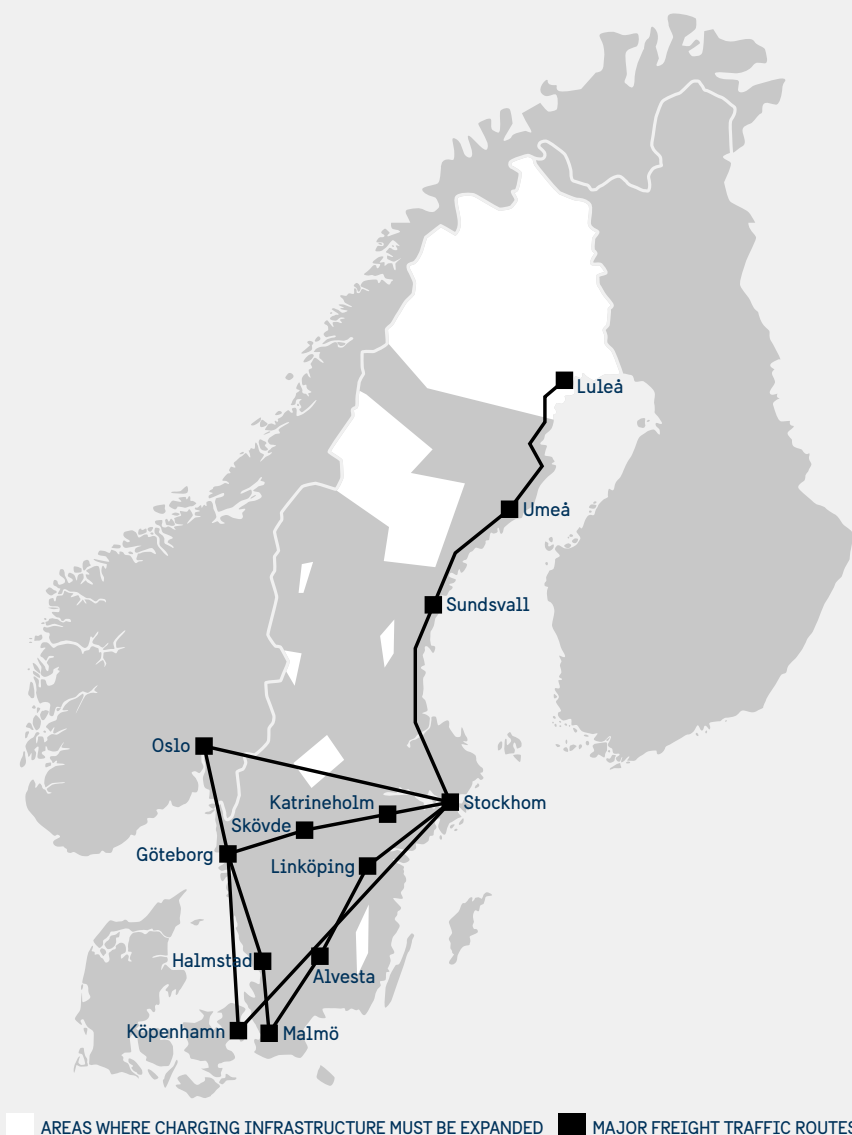 Luleå
Umeå
Sundsvall
Oslo
Katrineholm
Stockhom
Skövde
Göteborg
Linköping
Halmstad
Alvesta
Köpenhamn
Malmö
AREAS WHERE CHARGING INFRASTRUCTURE MUST BE EXPANDED
MAJOR FREIGHT TRAFFIC ROUTES